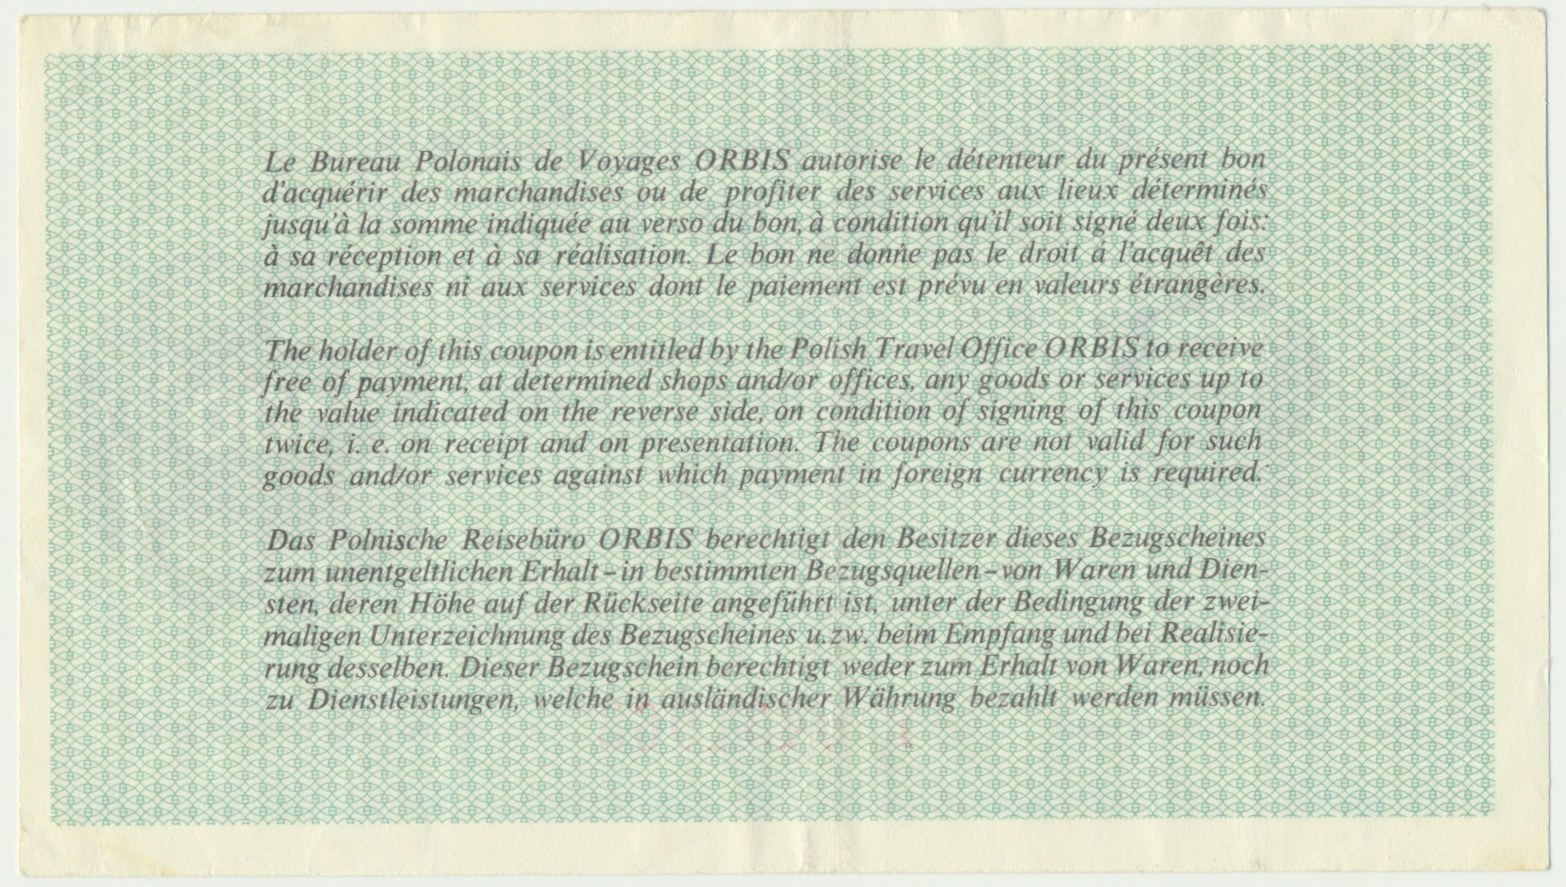 Le Bureau Polonais de Voyages ORBIS autorise le détenteur du présent bon
d'acquérir des marchandises ou de profiter des services aux lieux déterminés
jusqu'à la somme indiquée au verso du bon, à condition qu'il soit signé deux fois:
à sa réception et à sa réalisation. Le bon ne donne pas le droit á l'acquêt des
marchandises ni aux services dont le paiement est prévu en valeurs étrangères.
The holder of this coupon is entitled by the Polish Travel Office ORBIS to receive
free of payment, at determined shops and/or offices, any goods or services up to
the value indicated on the reverse side, on condition of signing of this coupon
twice, i. e. on receipt and on presentation. The coupons are not valid for such
goods and/or services against which payment in foreign currency is required.
Das Polnische Reisebüro ORBIS berechtigt den Besitzer dieses Bezugscheines
zum unentgeltlichen Erhalt – in bestimmten Bezugsquellen – von Waren und Dien-
sten, deren Höhe auf der Rückseite angeführt ist, unter der Bedingung der zwei-
maligen Unterzeichnung des Bezugscheines u. zw. beim Empfang und bei Realisie-
rung desselben. Dieser Bezugschein berechtigt weder zum Erhalt von Waren, noch
zu Dienstleistungen, welche in ausländischer Währung bezahlt werden müssen.